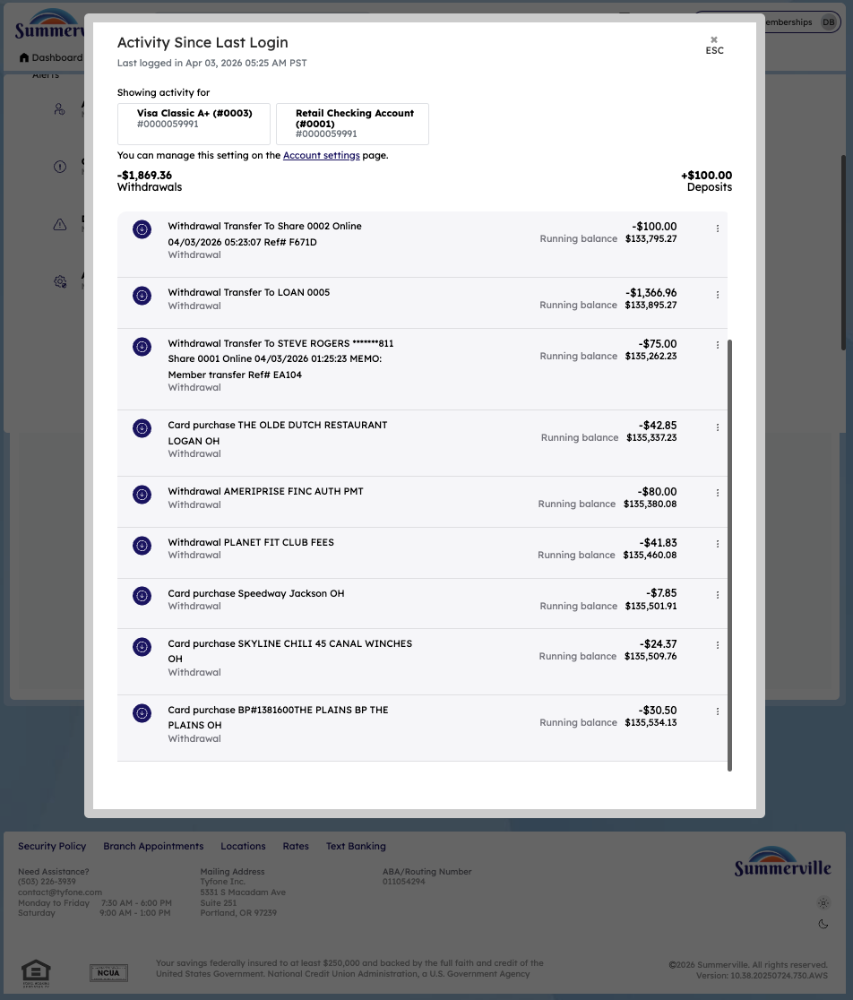 Summerv
emberships DB
Dashboard
Alerts
Activity Since Last Login
ESC
Last logged in Apr 03, 2026 05:25 AM PST
Showing activity for
Visa Classic A+ (#0003)
#0000059991
Retail Checking Account
(#0001)
#0000059991
You can manage this setting on the Account settings page.
-$1,869.36
Withdrawals
+$100.00
Deposits
Withdrawal Transfer To Share 0002 Online
04/03/2026 05:23:07 Ref# F671D
Withdrawal
-$100.00
Running balance $133,795.27
Withdrawal Transfer To LOAN 0005
Withdrawal
-$1,366.96
Running balance $133,895.27
Withdrawal Transfer To STEVE ROGERS *******811
Share 0001 Online 04/03/2026 01:25:23 MEMO:
Member transfer Ref# EA104
Withdrawal
-$75.00
Running balance $135,262.23
Card purchase THE OLDE DUTCH RESTAURANT
LOGAN OH
Withdrawal
-$42.85
Running balance $135,337.23
Withdrawal AMERIPRISE FINC AUTH PMT
Withdrawal
-$80.00
Running balance $135,380.08
Withdrawal PLANET FIT CLUB FEES
Withdrawal
-$41.83
Running balance $135,460.08
Card purchase Speedway Jackson OH
Withdrawal
-$7.85
Running balance $135,501.91
Card purchase SKYLINE CHILI 45 CANAL WINCHES
OH
Withdrawal
-$24.37
Running balance $135,509.76
Card purchase BP#1381600THE PLAINS BP THE
PLAINS OH
Withdrawal
-$30.50
Running balance $135,534.13
Security Policy Branch Appointments Locations Rates Text Banking
Need Assistance?
(503) 226-3939
contact@tyfone.com
Monday to Friday 7:30 AM - 6:00 PM
Saturday 9:00 AM - 1:00 PM
Mailing Address
Tyfone Inc.
5331 S Macadam Ave
Suite 251
Portland, OR 97239
ABA/Routing Number
011054294
Summerville
NCUA
Your savings federally insured to at least $250,000 and backed by the full faith and credit of the
United States Government. National Credit Union Administration, a U.S. Government Agency
©2026 Summerville. All rights reserved.
Version: 10.38.20250724.730.AWS